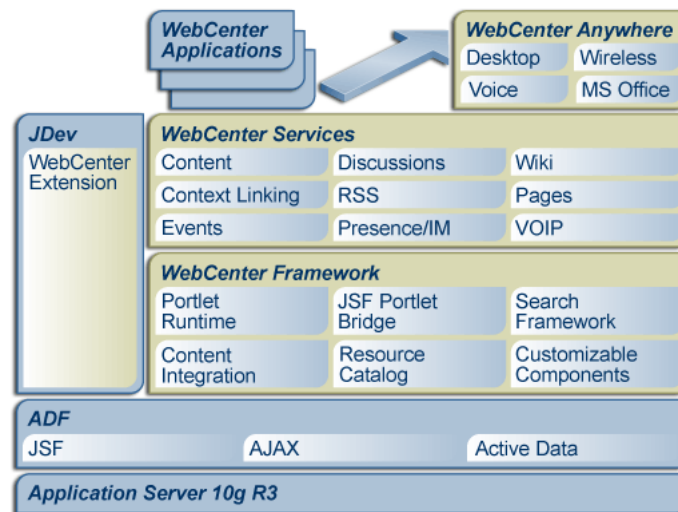 WebCenter
Applications
WebCenter Anywhere
Desktop
Wireless
Voice
MS Office
JDev
WebCenter
Extension
WebCenter Services
Content
Discussions
Wiki
Context Linking
RSS
Pages
Events
Presence/IM
VOIP
WebCenter Framework
Portlet
Runtime
JSF Portlet
Bridge
Search
Framework
Content
Integration
Resource
Catalog
Customizable
Components
ADF
JSF
AJAX
Active Data
Application Server 10g R3